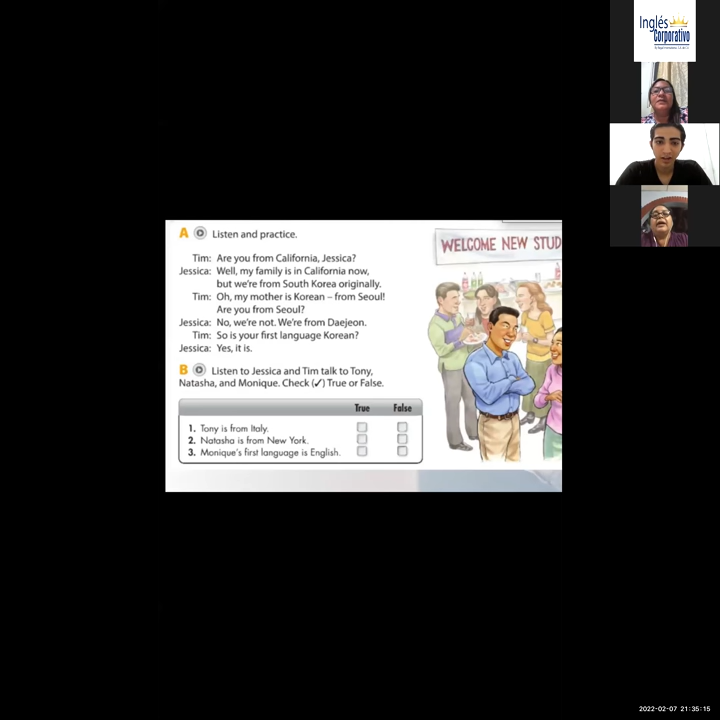 Inglés
Corporativo
A Listen and practice.
WELCOME NEW STUD
Tim: Are you from California, Jessica?
Jessica: Well, my family is in California now,
but we're from South Korea originally.
Tim: Oh, my mother is Korean – from Seoul!
Are you from Seoul?
Jessica: No, we're not. We're from Daejeon.
Tim: So is your first language Korean?
Jessica: Yes, it is.
B Listen to Jessica and Tim talk to Tony,
Natasha, and Monique. Check (✓) True or False.
True False
1. Tony is from Italy.
2. Natasha is from New York.
3. Monique's first language is English.
2022-02-07 21:35:15